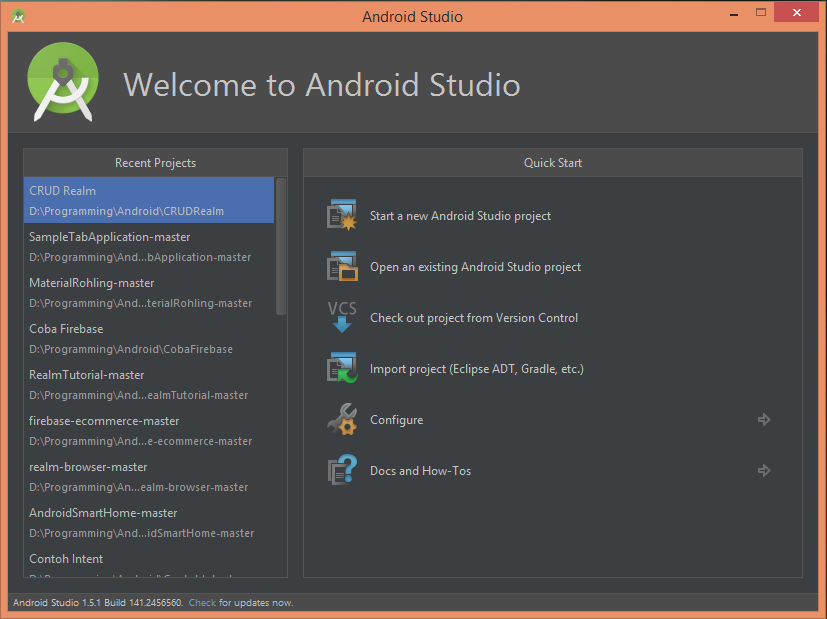 Android Studio
Welcome to Android Studio
Recent Projects
CRUD Realm
D:\Programming\Android\CRUDRealm
SampleTabApplication-master
D:\Programming\And...bApplication-master
MaterialRohling-master
D:\Programming\And...terialRohling-master
Coba Firebase
D:\Programming\Android\CobaFirebase
RealmTutorial-master
D:\Programming\And...ealmTutorial-master
firebase-ecommerce-master
D:\Programming\And...e-ecommerce-master
realm-browser-master
D:\Programming\An...ealm-browser-master
AndroidSmartHome-master
D:\Programming\And...idSmartHome-master
Contoh Intent
Quick Start
Start a new Android Studio project
Open an existing Android Studio project
VCS
Check out project from Version Control
Import project (Eclipse ADT, Gradle, etc.)
Configure
Docs and How-Tos
Android Studio 1.5.1 Build 141.2456560. Check for updates now.